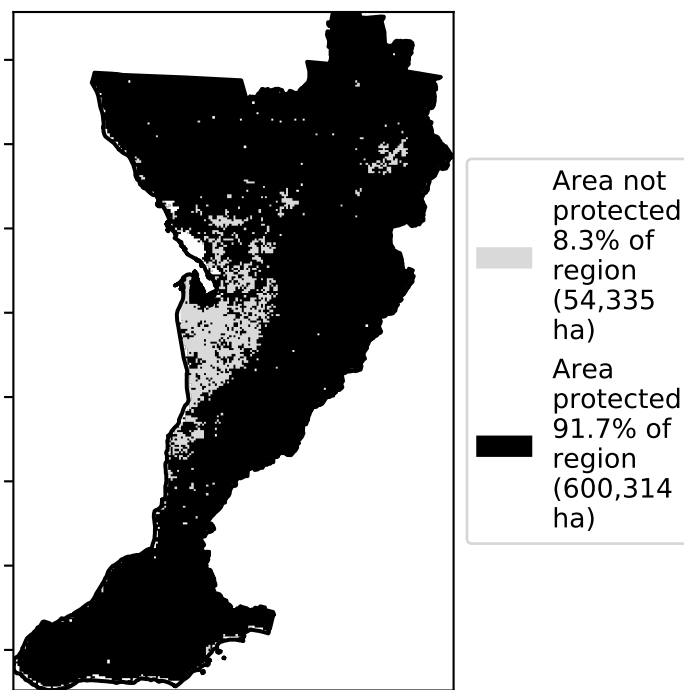 Area not
protected
8.3% of
region
(54,335
ha)
Area
protected
91.7% of
region
(600,314
ha)